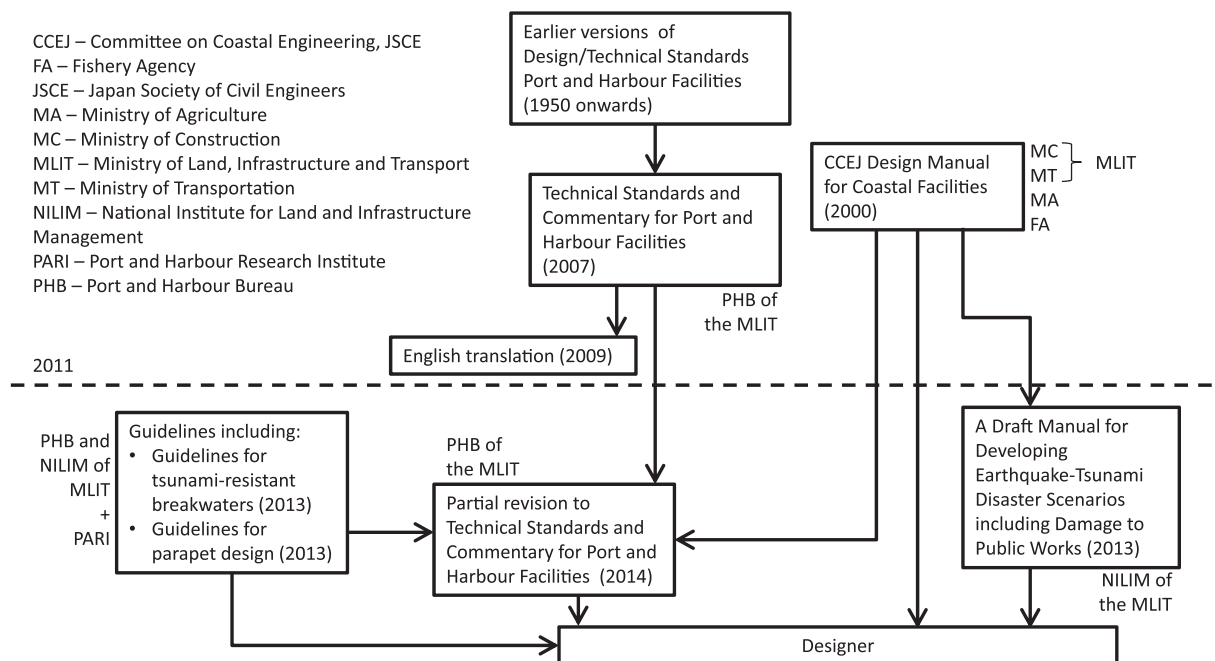 CCEJ – Committee on Coastal Engineering, JSCE
FA – Fishery Agency
JSCE – Japan Society of Civil Engineers
MA – Ministry of Agriculture
MC – Ministry of Construction
MLIT – Ministry of Land, Infrastructure and Transport
MT – Ministry of Transportation
NILIM – National Institute for Land and Infrastructure
Management
PARI – Port and Harbour Research Institute
PHB – Port and Harbour Bureau
Earlier versions of
Design/Technical Standards
Port and Harbour Facilities
(1950 onwards)
Technical Standards and
Commentary for Port and
Harbour Facilities
(2007)
PHB of
the MLIT
English translation (2009)
CCEJ Design Manual
for Coastal Facilities
(2000)
MC
MT
MA
FA
MLIT
2011
PHB and
NILIM of
MLIT
+
PARI
Guidelines including:
• Guidelines for
tsunami-resistant
breakwaters (2013)
• Guidelines for
parapet design (2013)
PHB of
the MLIT
Partial revision to
Technical Standards and
Commentary for Port and
Harbour Facilities (2014)
A Draft Manual for
Developing
Earthquake-Tsunami
Disaster Scenarios
including Damage to
Public Works (2013)
NILIM of
the MLIT
Designer